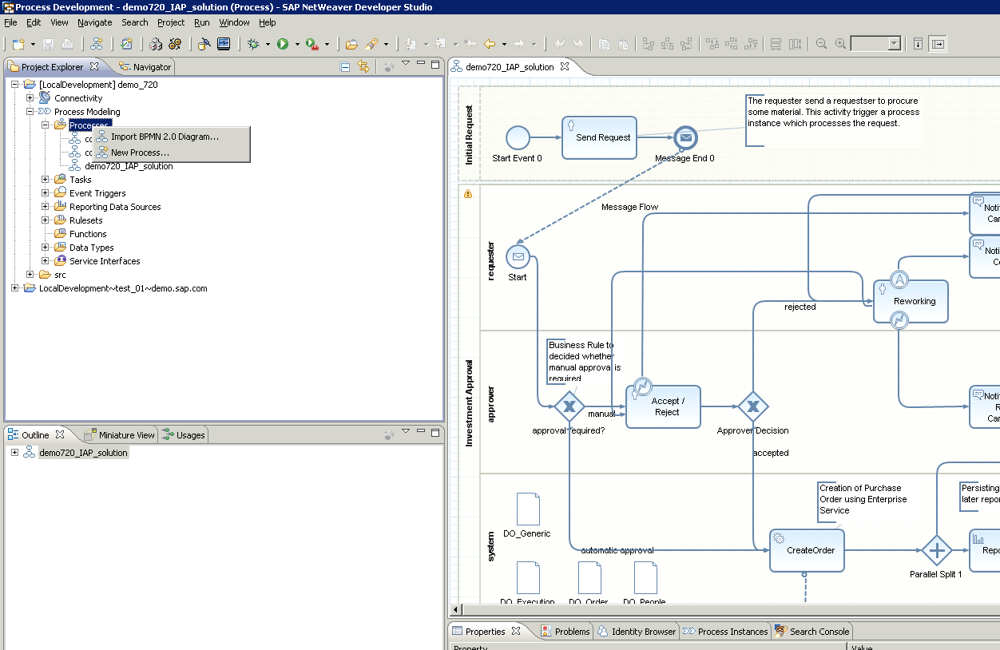 Process Development - demo720_IAP_solution (Process) - SAP NetWeaver Developer Studio
File Edit View Navigate Search Project Run Window Help
Project Explorer
Navigator
[LocalDevelopment] demo_720
Connectivity
Process Modeling
Processes
Import BPMN 2.0 Diagram...
co
New Process...
co
demo720_IAP_solution
Tasks
Event Triggers
Reporting Data Sources
Rulesets
Functions
Data Types
Service Interfaces
src
LocalDevelopment~test_01~demo.sap.com
Outline
Miniature View
Usages
demo720_IAP_solution
demo720_IAP_solution
Initial Request
Start Event 0
Send Request
Message End 0
The requester send a requestser to procure
some material. This activity trigger a process
instance which processes the request.
Message Flow
Investment Approval
requester
Start
Noti
Car
Noti
Co
Reworking
rejected
approver
Business Rule to
decided whether
manual approval is
required
approval required?
manual
Accept /
Reject
Approver Decision
accepted
Noti
R
Car
system
DO_Generic
automatic approval
DO_Execution
DO_Order
DO_People
Creation of Purchase
Order using Enterprise
Service
CreateOrder
Parallel Split 1
Persisting
later repor
Repo
Properties
Problems
Identity Browser
Process Instances
Search Console
Property
Value